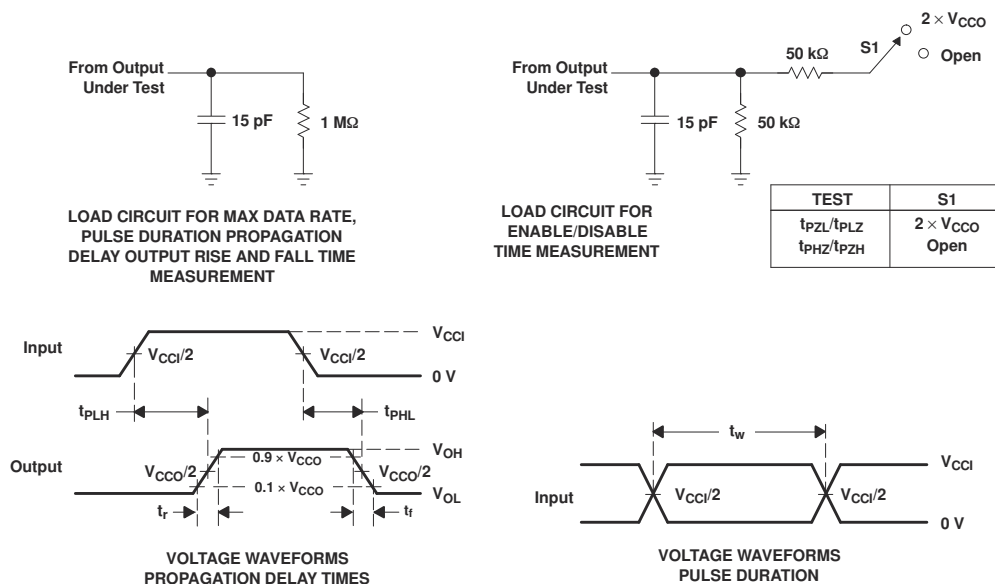 From Output
Under Test
15 pF
1 MΩ
LOAD CIRCUIT FOR MAX DATA RATE,
PULSE DURATION PROPAGATION
DELAY OUTPUT RISE AND FALL TIME
MEASUREMENT
From Output
Under Test
15 pF
50 kΩ
50 kΩ
S1
2 × VCCO
Open
LOAD CIRCUIT FOR
ENABLE/DISABLE
TIME MEASUREMENT
TEST S1
tPZL/tPLZ 2 × VCCO
tPHZ/tPZH Open
Input
VCCI/2
VCCI/2
VCCI
0 V
tPLH
tPHL
Output
VCCO/2
0.9 × VCCO
0.1 × VCCO
VCCO/2
VOH
VOL
tr
tf
VOLTAGE WAVEFORMS
PROPAGATION DELAY TIMES
tw
Input
VCCI/2
VCCI/2
VCCI
0 V
VOLTAGE WAVEFORMS
PULSE DURATION